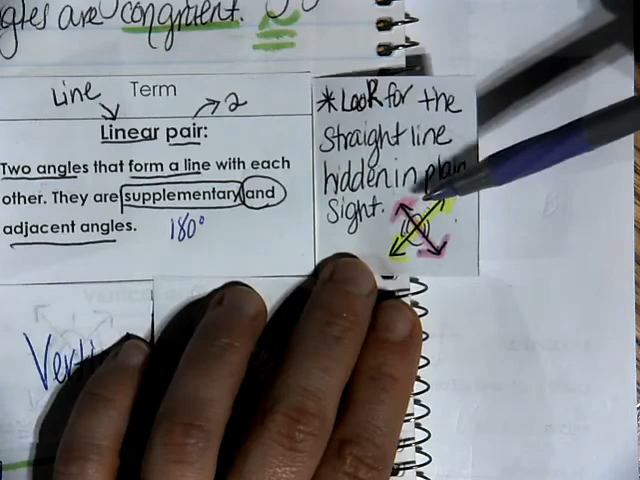 gles are congruent.
Line Term
2
Linear pair:
Two angles that form a line with each
other. They are supplementary and
adjacent angles.
180°
*Look for the
straight line
hidden in plain
sight.